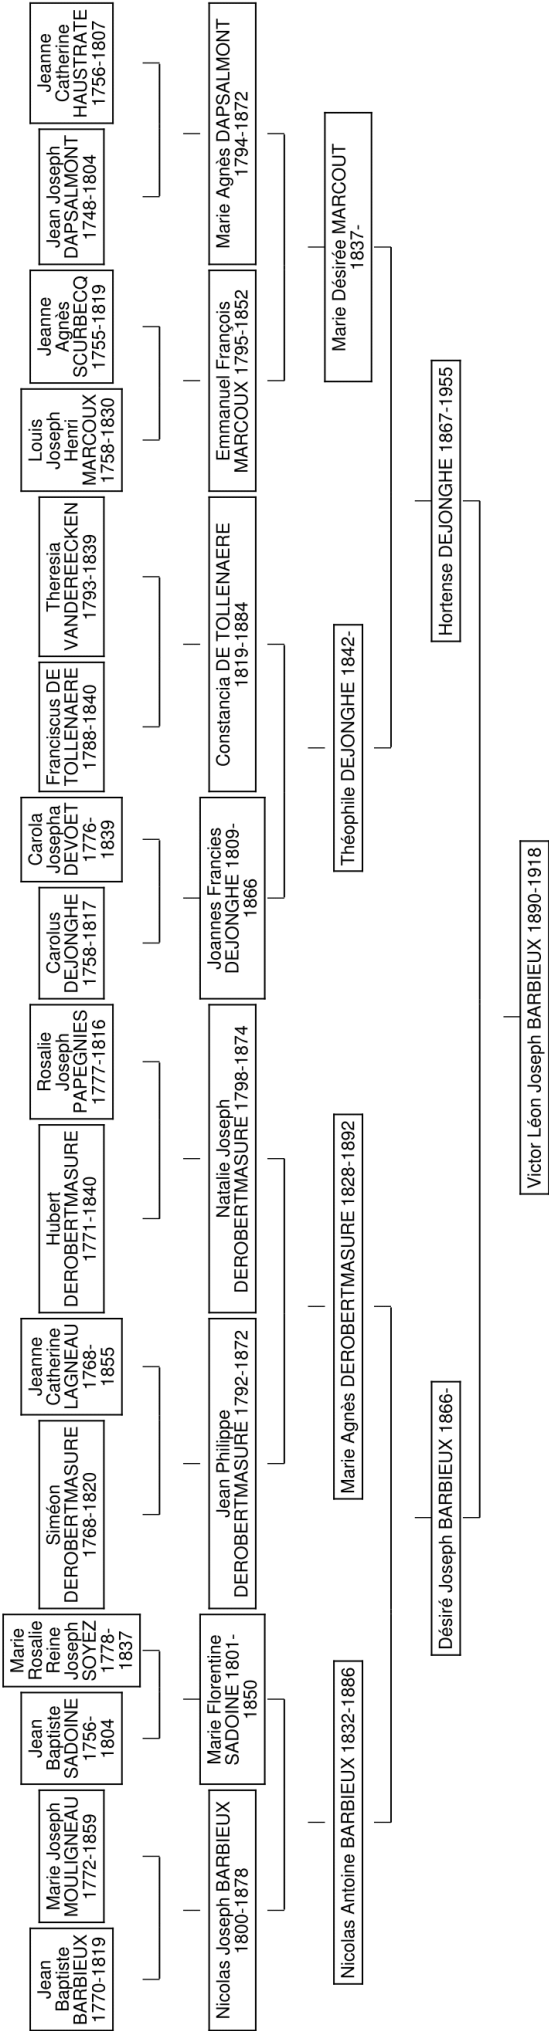 Jean
Baptiste
BARBIEUX
1770-1819
Marie Joseph
MOULIGNEAU
1772-1859
Jean
Baptiste
SADOINE
1756-
1804
Marie
Rosalie
Reine
Joseph
SOYEZ
1778-
1837
Siméon
DEROBERTMASURE
1768-1820
Jeanne
Catherine
LAGNEAU
1768-
1855
Hubert
DEROBERTMASURE
1771-1840
Rosalie
Joseph
PAPEGNIES
1777-1816
Carolus
DEJONGHE
1758-1817
Carola
Josepha
DEVOET
1776-
1839
Franciscus DE
TOLLENAERE
1788-1840
Theresia
VANDEREECKEN
1793-1839
Louis
Joseph
Henri
MARCOUX
1758-1830
Jeanne
Agnès
SCURBECQ
1755-1819
Jean Joseph
DAPSALMONT
1748-1804
Jeanne
Catherine
HAUSTRATE
1756-1807
Nicolas Joseph BARBIEUX
1800-1878
Marie Florentine
SADOINE 1801-
1850
Jean Philippe
DEROBERTMASURE 1792-1872
Natalie Joseph
DEROBERTMASURE 1798-1874
Joannes Francies
DEJONGHE 1809-
1866
Constancia DE TOLLENAERE
1819-1884
Emmanuel François
MARCOUX 1795-1852
Marie Agnès DAPSALMONT
1794-1872
Nicolas Antoine BARBIEUX 1832-1886
Marie Agnès DEROBERTMASURE 1828-1892
Théophile DEJONGHE 1842-
Marie Désirée MARCOUT
1837-
Désiré Joseph BARBIEUX 1866-
Hortense DEJONGHE 1867-1955
Victor Léon Joseph BARBIEUX 1890-1918